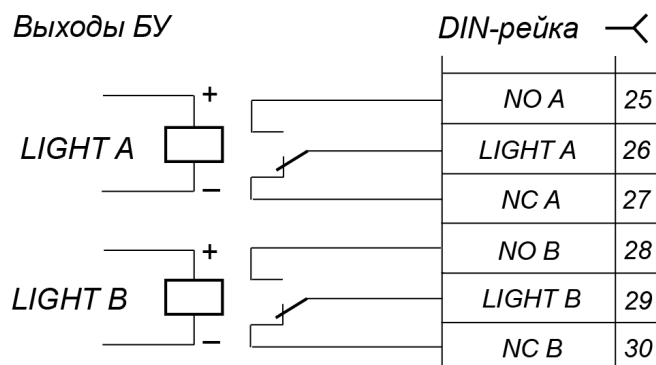 Выходы БУ
DIN-рейка
+
NO A 25
LIGHT A
LIGHT A 26
−
NC A 27
+
NO B 28
LIGHT B
LIGHT B 29
−
NC B 30